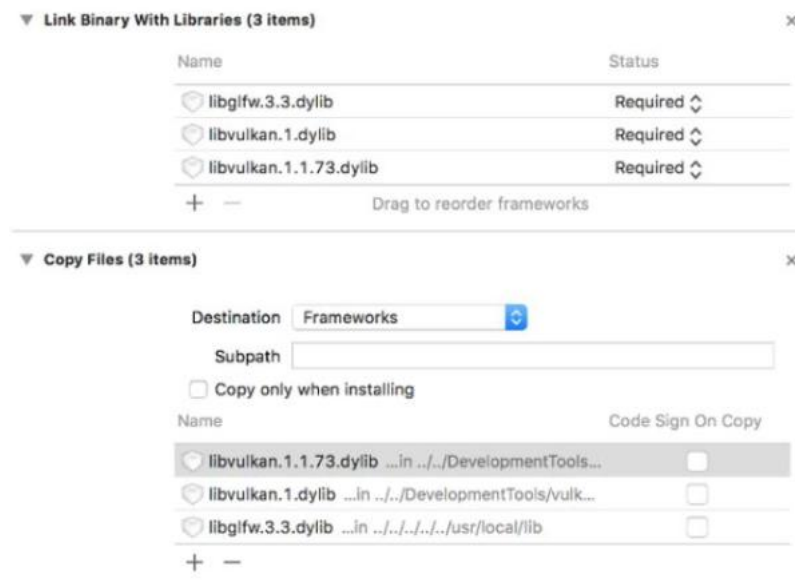 Link Binary With Libraries (3 items)
Name Status
libglfw.3.3.dylib Required
libvulkan.1.dylib Required
libvulkan.1.1.73.dylib Required
Drag to reorder frameworks
Copy Files (3 items)
Destination Frameworks
Subpath
Copy only when installing
Name Code Sign On Copy
libvulkan.1.1.73.dylib ...in ../../DevelopmentTools...
libvulkan.1.dylib ...in ../../DevelopmentTools/vulk...
libglfw.3.3.dylib ...in ../../../../../usr/local/lib